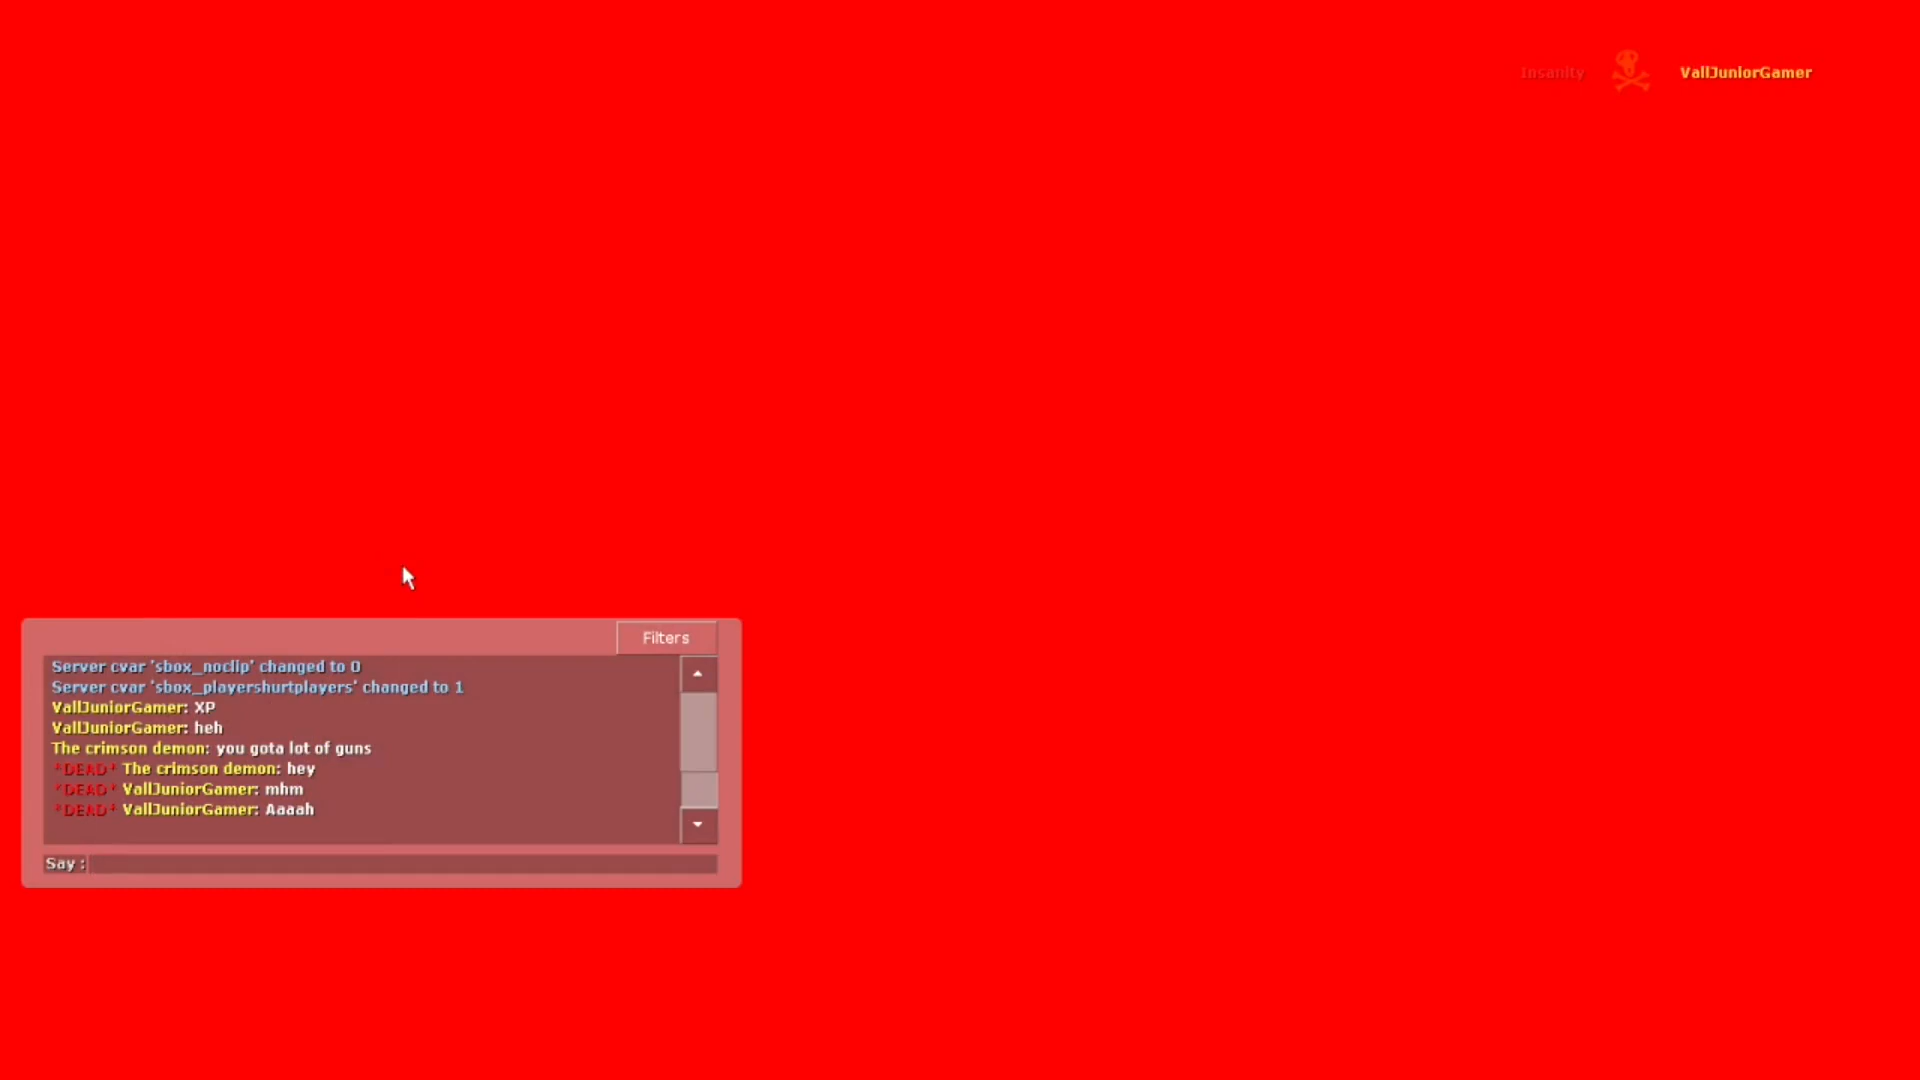 Insanity VallJuniorGamer
Filters
Server cvar 'sbox_noclip' changed to 0
Server cvar 'sbox_playershurtplayers' changed to 1
VallJuniorGamer: XP
VallJuniorGamer: heh
The crimson demon: you gota lot of guns
*DEAD* The crimson demon: hey
*DEAD* VallJuniorGamer: mhm
*DEAD* VallJuniorGamer: Aaaah
Say :